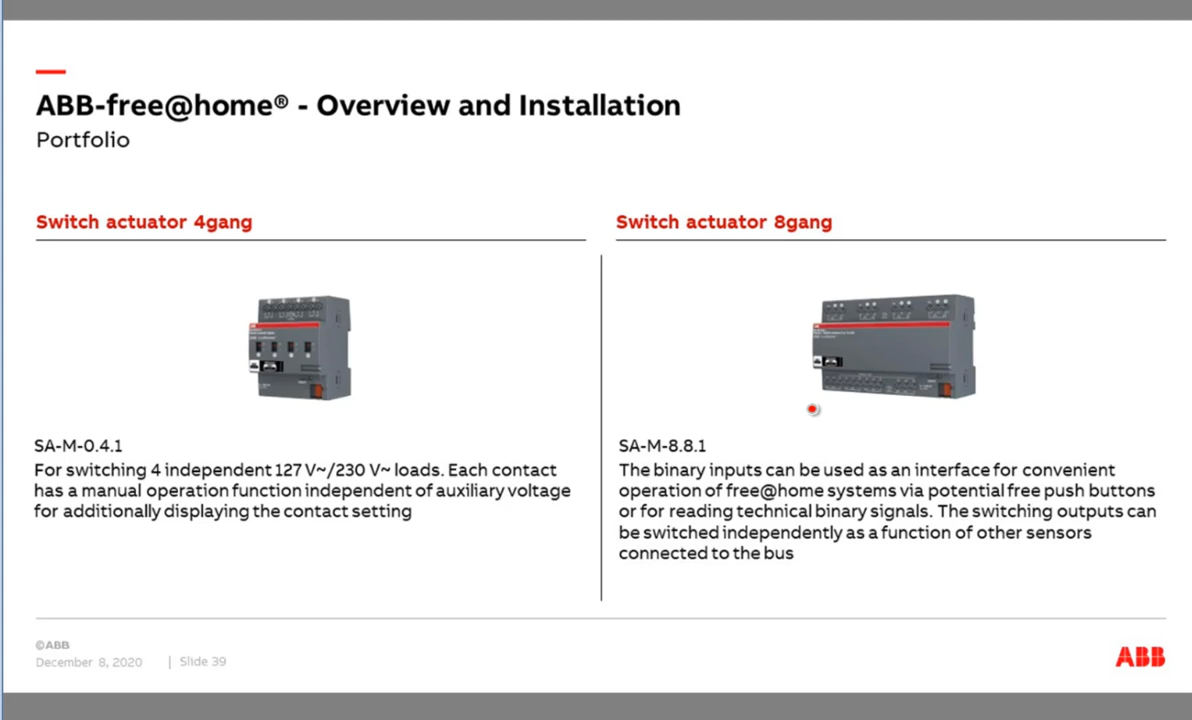 ABB-free@home® - Overview and Installation
Portfolio
Switch actuator 4gang
SA-M-0.4.1
For switching 4 independent 127 V~/230 V~ loads. Each contact
has a manual operation function independent of auxiliary voltage
for additionally displaying the contact setting
Switch actuator 8gang
SA-M-8.8.1
The binary inputs can be used as an interface for convenient
operation of free@home systems via potential free push buttons
or for reading technical binary signals. The switching outputs can
be switched independently as a function of other sensors
connected to the bus
©ABB
December 8, 2020 | Slide 39
ABB